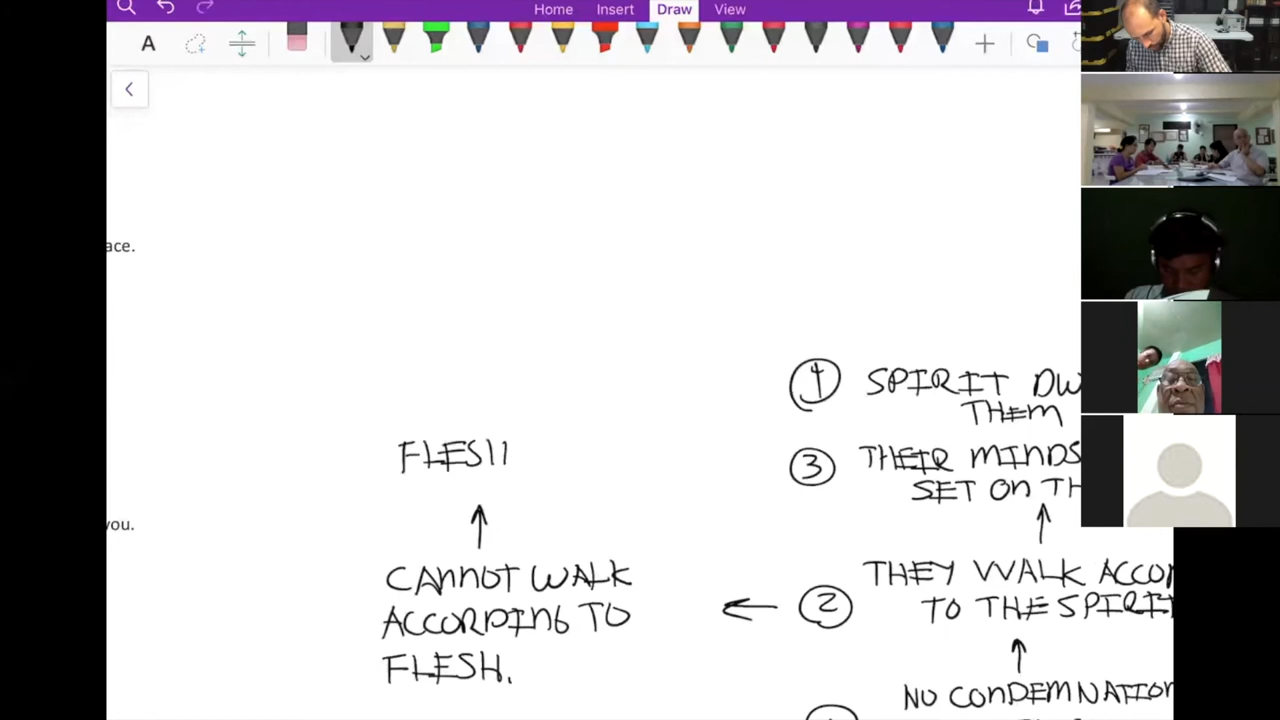 Home Insert Draw View
A
ace.
④ SPIRIT DW
THEM
FLESH
③ THEIR MINDS
SET ON TH
you.
CANNOT WALK
ACCORDING TO
FLESH.
② THEY WALK ACCOR
TO THE SPIRIT
NO CONDEMNATION